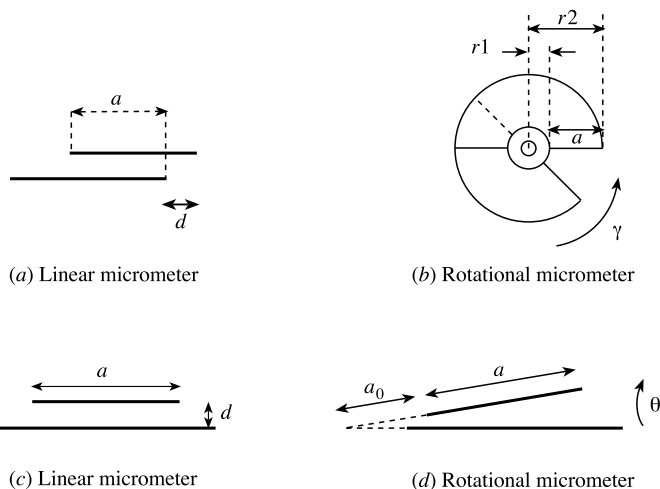 r2
r1
a
a
d
γ
(a) Linear micrometer
(b) Rotational micrometer
a
a
a0
d
θ
(c) Linear micrometer
(d) Rotational micrometer